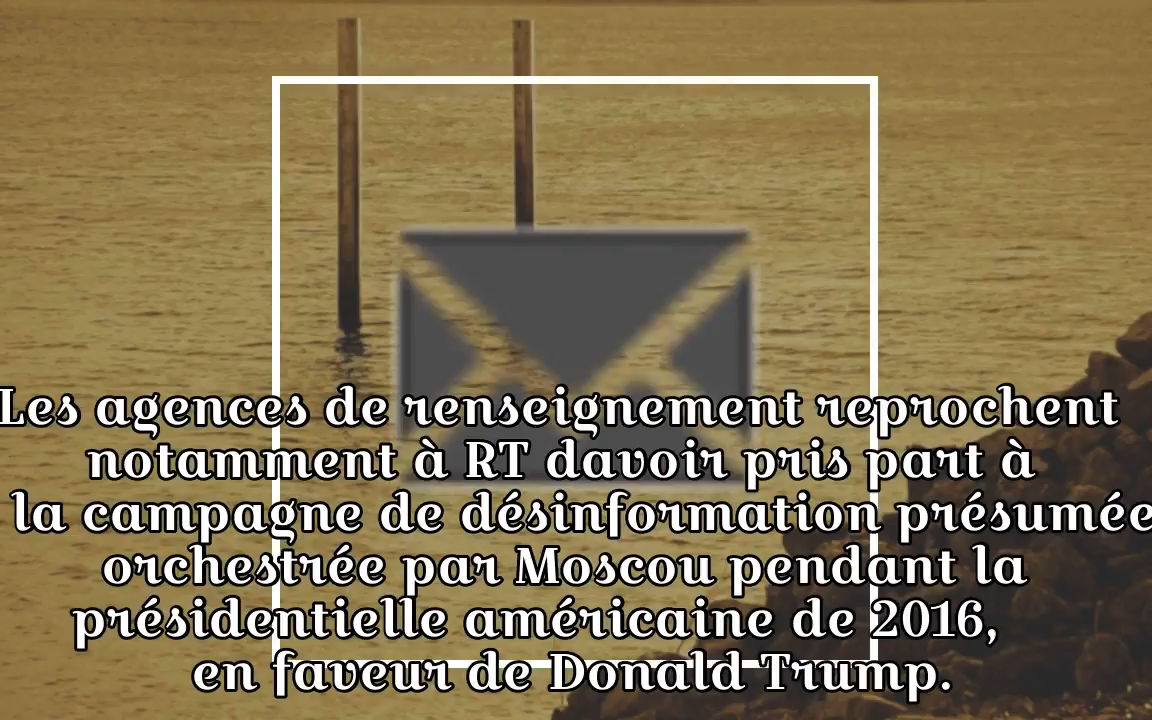 Les agences de renseignement reprochent
notamment à RT davoir pris part à
la campagne de désinformation présumée
orchestrée par Moscou pendant la
présidentielle américaine de 2016,
en faveur de Donald Trump.